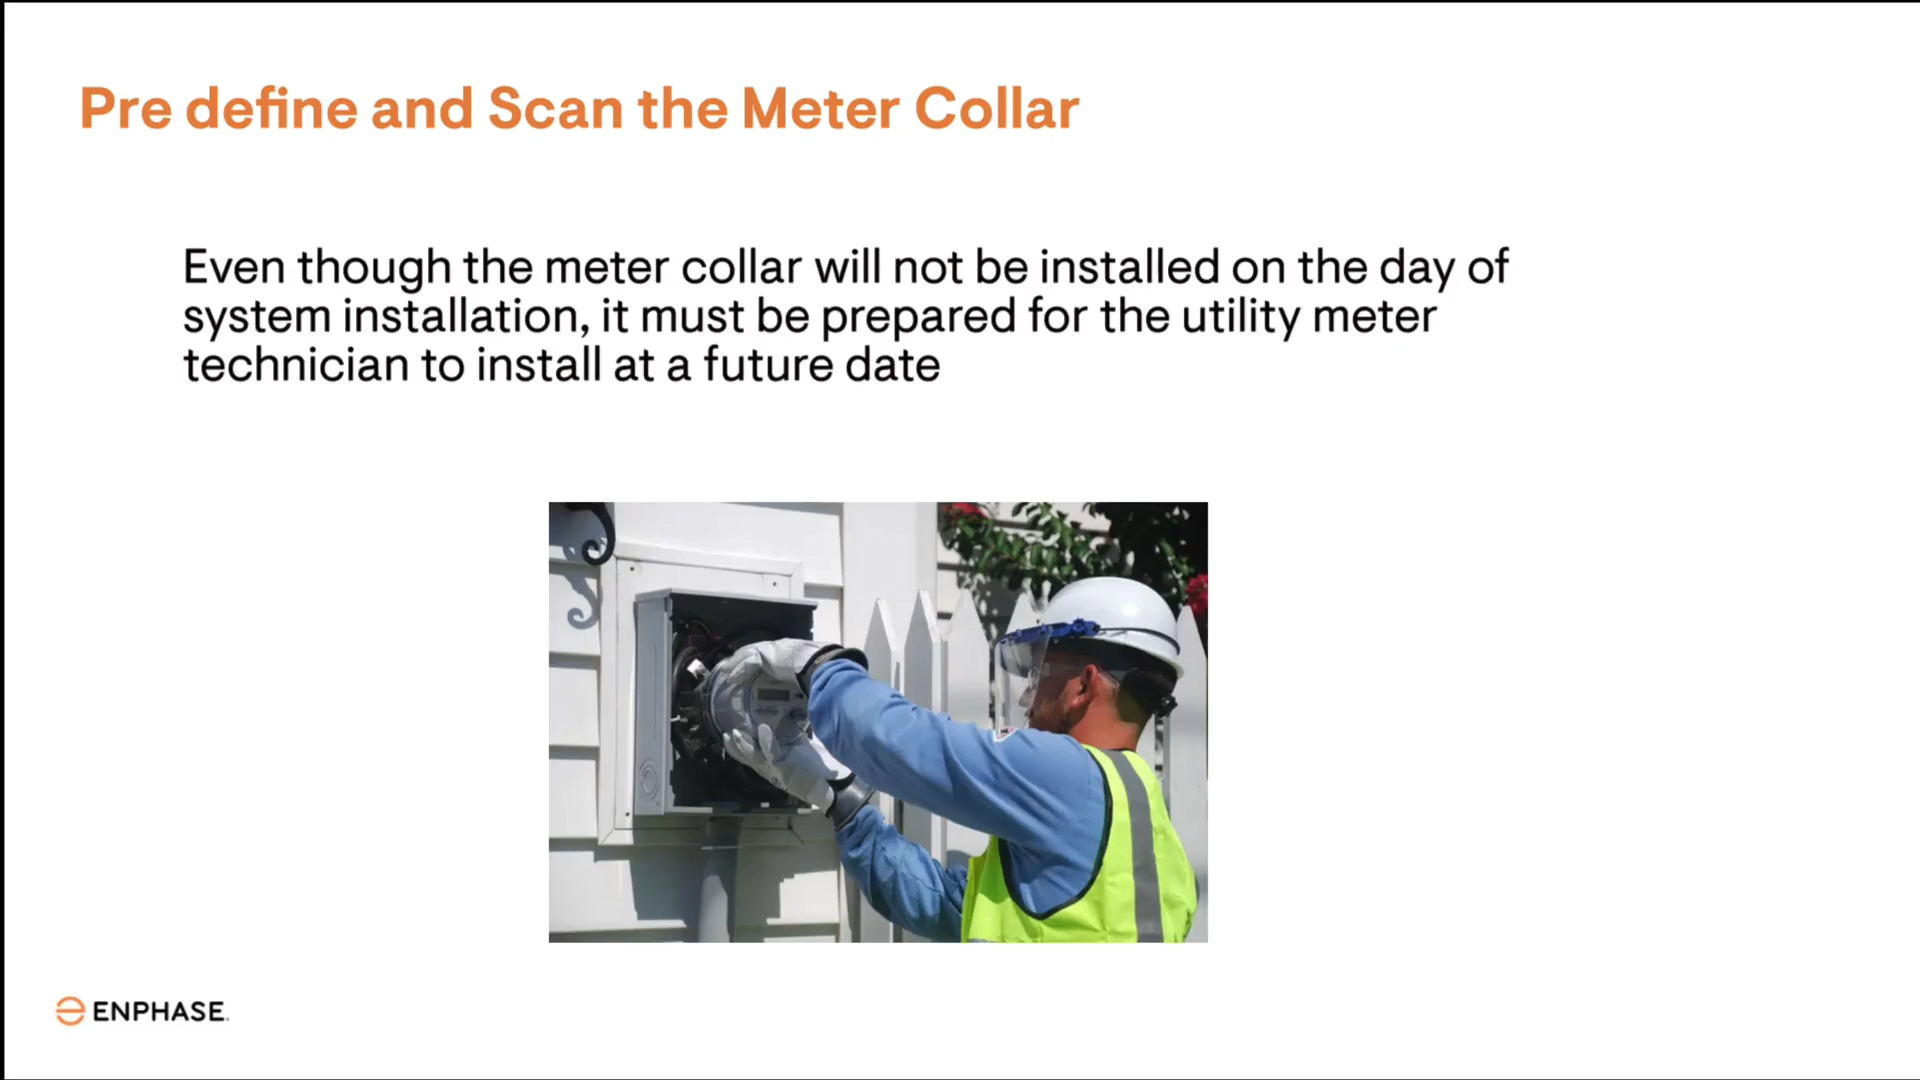 Pre define and Scan the Meter Collar
Even though the meter collar will not be installed on the day of
system installation, it must be prepared for the utility meter
technician to install at a future date
ENPHASE